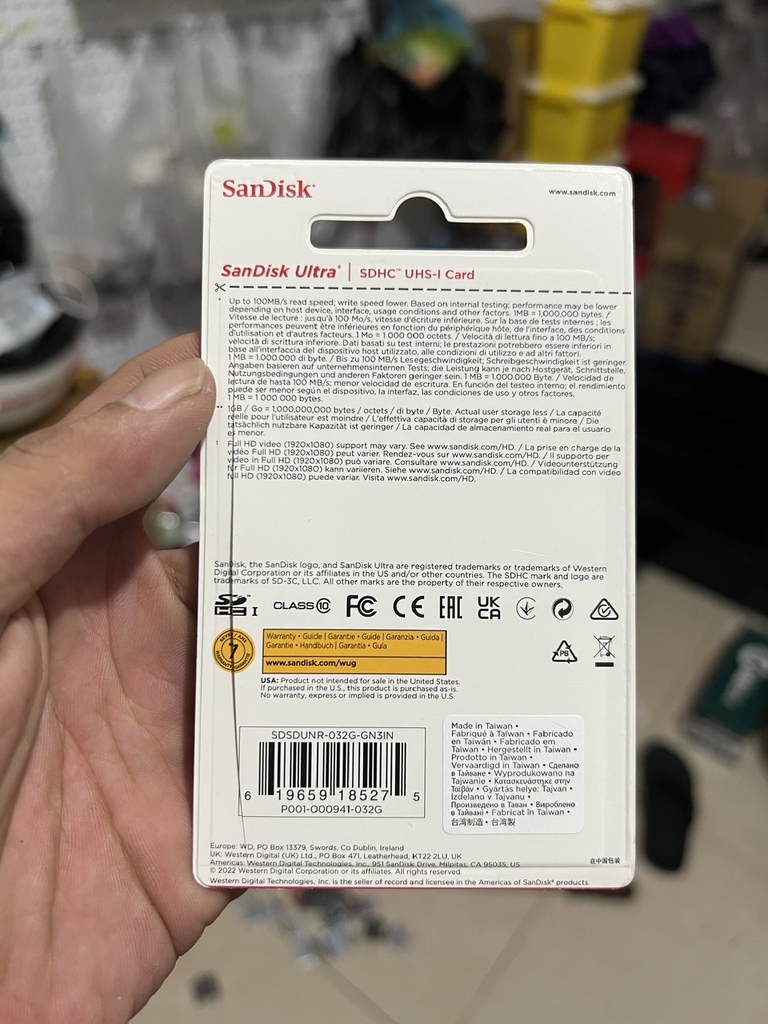 SanDisk®
www.sandisk.com
SanDisk Ultra® | SDHC™ UHS-I Card
* Up to 100MB/s read speed; write speed lower. Based on internal testing; performance may be lower
depending on host device, interface, usage conditions and other factors. 1MB = 1,000,000 bytes. /
Vitesse de lecture : jusqu'à 100 Mo/s, vitesse d'écriture inférieure. Sur la base de tests internes ; les
performances peuvent être inférieures en fonction du périphérique hôte, de l'interface, des conditions
d'utilisation et d'autres facteurs. 1 Mo = 1 000 000 octets. / Velocità di lettura fino a 100 MB/s;
velocità di scrittura inferiore. Dati basati su test interni; le prestazioni potrebbero essere inferiori in
base all'interfaccia del dispositivo host utilizzato, alle condizioni di utilizzo e ad altri fattori.
1 MB = 1.000.000 di byte. / Bis zu 100 MB/s Lesegeschwindigkeit; Schreibgeschwindigkeit ist geringer.
Angaben basieren auf unternehmensinternen Tests; die Leistung kann je nach Hostgerät, Schnittstelle,
Nutzungsbedingungen und anderen Faktoren geringer sein. 1 MB = 1.000.000 Byte. / Velocidad de
lectura de hasta 100 MB/s; menor velocidad de escritura. En función del testeo interno; el rendimiento
puede ser menor según el dispositivo, la interfaz, las condiciones de uso y otros factores.
1 MB = 1 000 000 bytes.
** 1GB / Go = 1,000,000,000 bytes / octets / di byte / Byte. Actual user storage less / La capacité
réelle pour l'utilisateur est moindre / L'effettiva capacità di storage per gli utenti è minore / Die
tatsächlich nutzbare Kapazität ist geringer / La capacidad de almacenamiento real para el usuario
es menor.
1 Full HD video (1920x1080) support may vary. See www.sandisk.com/HD. / La prise en charge de la
vidéo Full HD (1920x1080) peut varier. Rendez-vous sur www.sandisk.com/HD. / Il supporto per
video in Full HD (1920x1080) può variare. Consultare www.sandisk.com/HD. / Videounterstützung
für Full HD (1920x1080) kann variieren. Siehe www.sandisk.com/HD. / La compatibilidad con video
full HD (1920x1080) puede variar. Visita www.sandisk.com/HD.
SanDisk, the SanDisk logo, and SanDisk Ultra are registered trademarks or trademarks of Western
Digital Corporation or its affiliates in the US and/or other countries. The SDHC mark and logo are
trademarks of SD-3C, LLC. All other marks are the property of their respective owners.
SDHC I CLASS 10 FC CE EAC UK CA
7
Warranty • Guide | Garantie • Guide | Garanzia • Guida |
Garantie • Handbuch | Garantía • Guía
www.sandisk.com/wug
PB
USA: Product not intended for sale in the United States.
If purchased in the U.S., this product is purchased as-is.
No warranty, express or implied is provided in the U.S.
SDSDUNR-032G-GN3IN
6 19659 18527 5
P001-000941-032G
Made in Taiwan •
Fabriqué à Taïwan • Fabricado
en Taiwán • Fabricado em
Taiwan • Hergestellt in Taiwan •
Prodotto in Taiwan •
Vervaardigd in Taiwan • Сделано
в Тайване • Wyprodukowano na
Tajwanie • Κατασκευάστηκε στην
Ταϊβάν • Gyártás helye: Tajvan •
Izdelano v Tajvanu •
Произведено в Таван • Вироблено
в Тайвані • Fabricat în Taiwan •
台湾制造 • 台湾製
Europe: WD, PO Box 13379, Swords, Co Dublin, Ireland
UK: Western Digital (UK) Ltd., PO Box 471, Leatherhead, KT22 2LU, UK
Americas: Western Digital Technologies, Inc., 951 SanDisk Drive, Milpitas, CA 95035, US
© 2022 Western Digital Corporation or its affiliates. All rights reserved.
Western Digital Technologies, Inc. is the seller of record and licensee in the Americas of SanDisk® products.
在中国包装